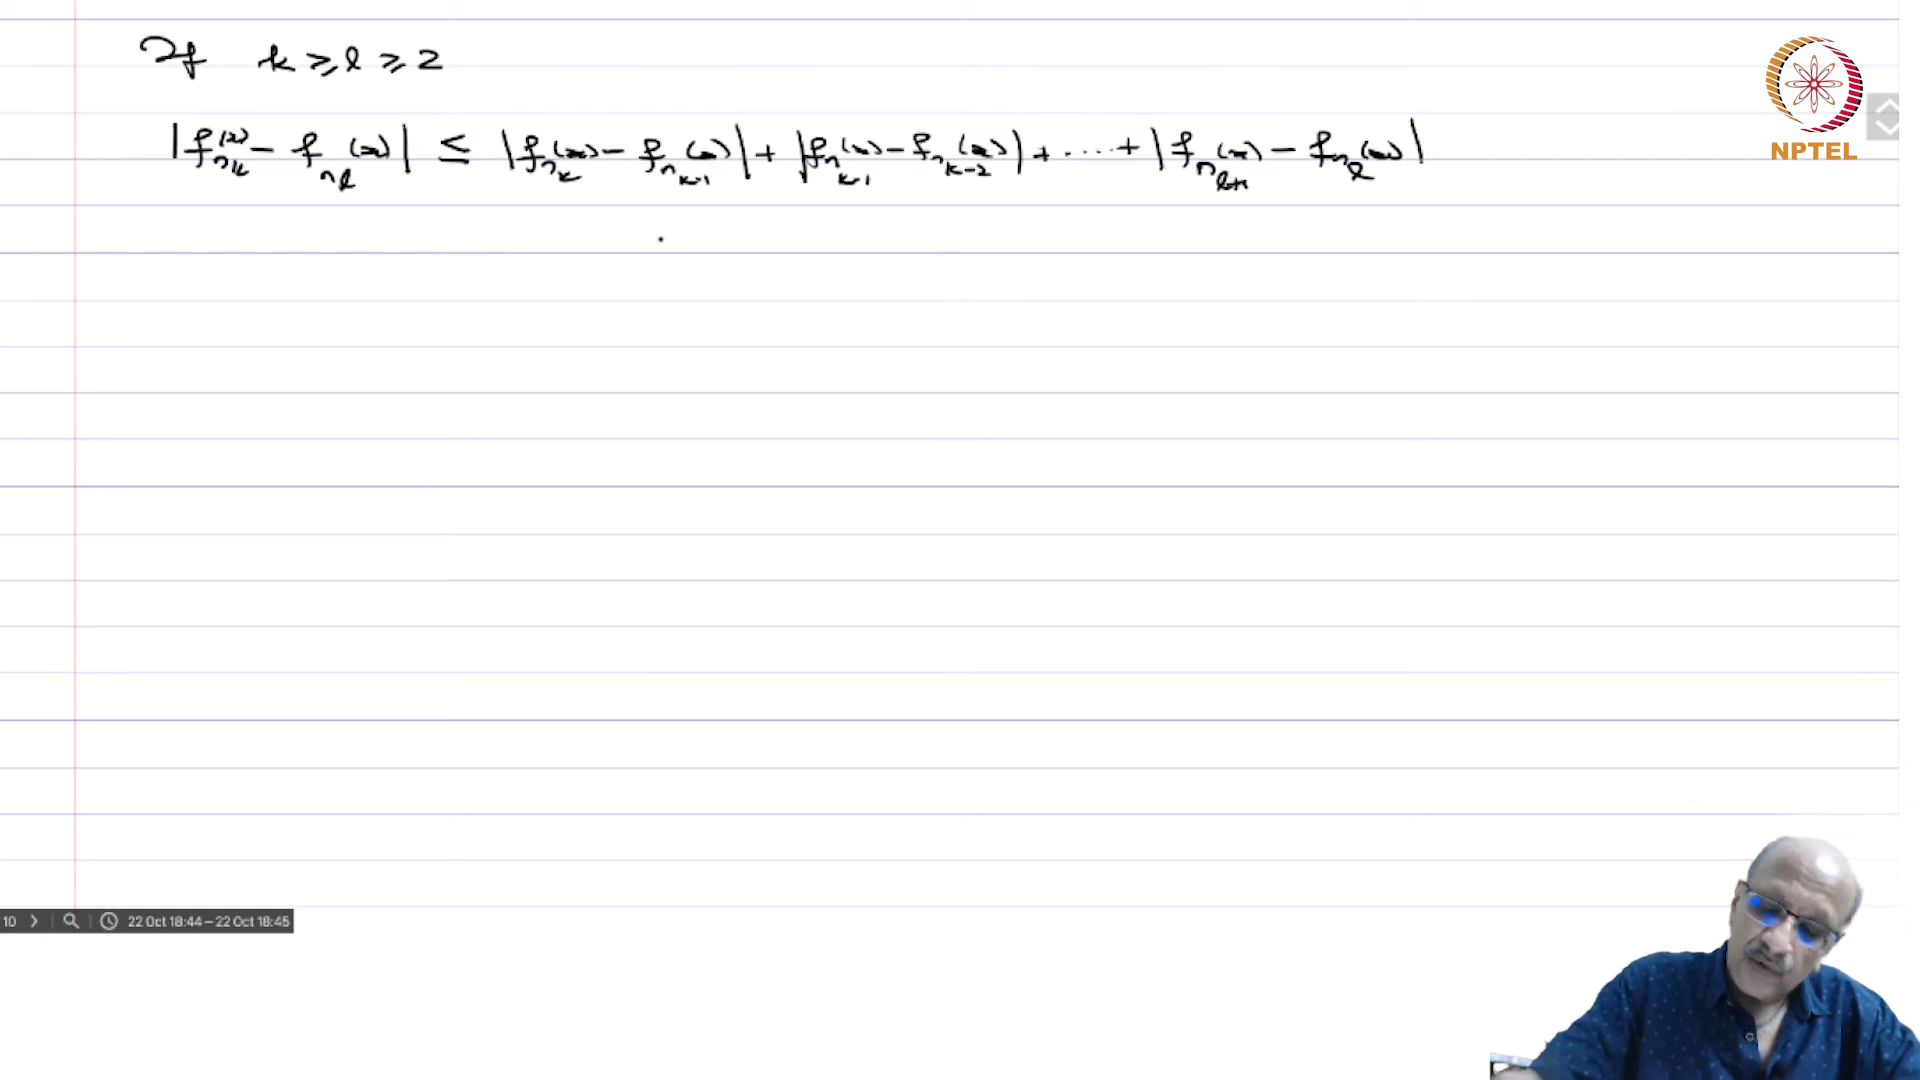 If k ≥ l ≥ 2
|f_{n_k}(x) - f_{n_l}(x)| ≤ |f_{n_k}(x) - f_{n_{k-1}}(x)| + |f_{n_{k-1}}(x) - f_{n_{k-2}}(x)| + ..... + |f_{n_{l+1}}(x) - f_{n_l}(x)|
NPTEL
10 22 Oct 18:44 – 22 Oct 18:45